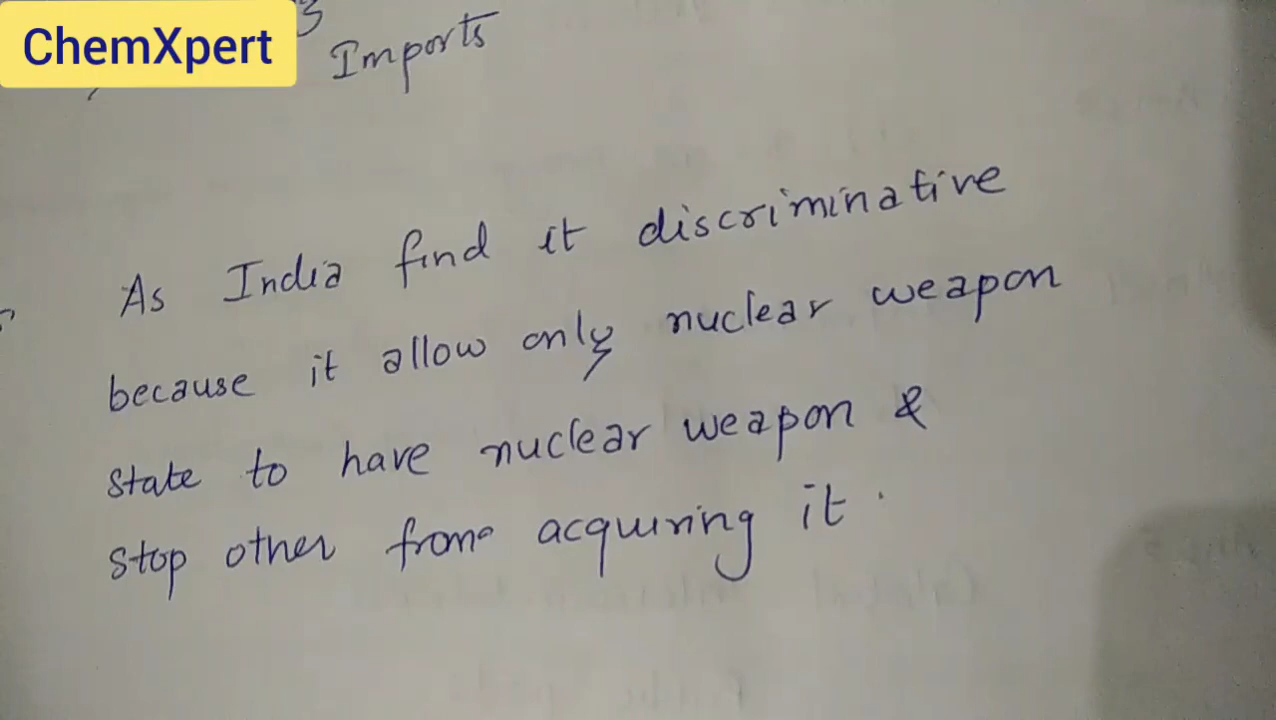 ChemXpert
Imports
As India find it discriminative
because it allow only nuclear weapon
state to have nuclear weapon &
stop other from acquiring it.